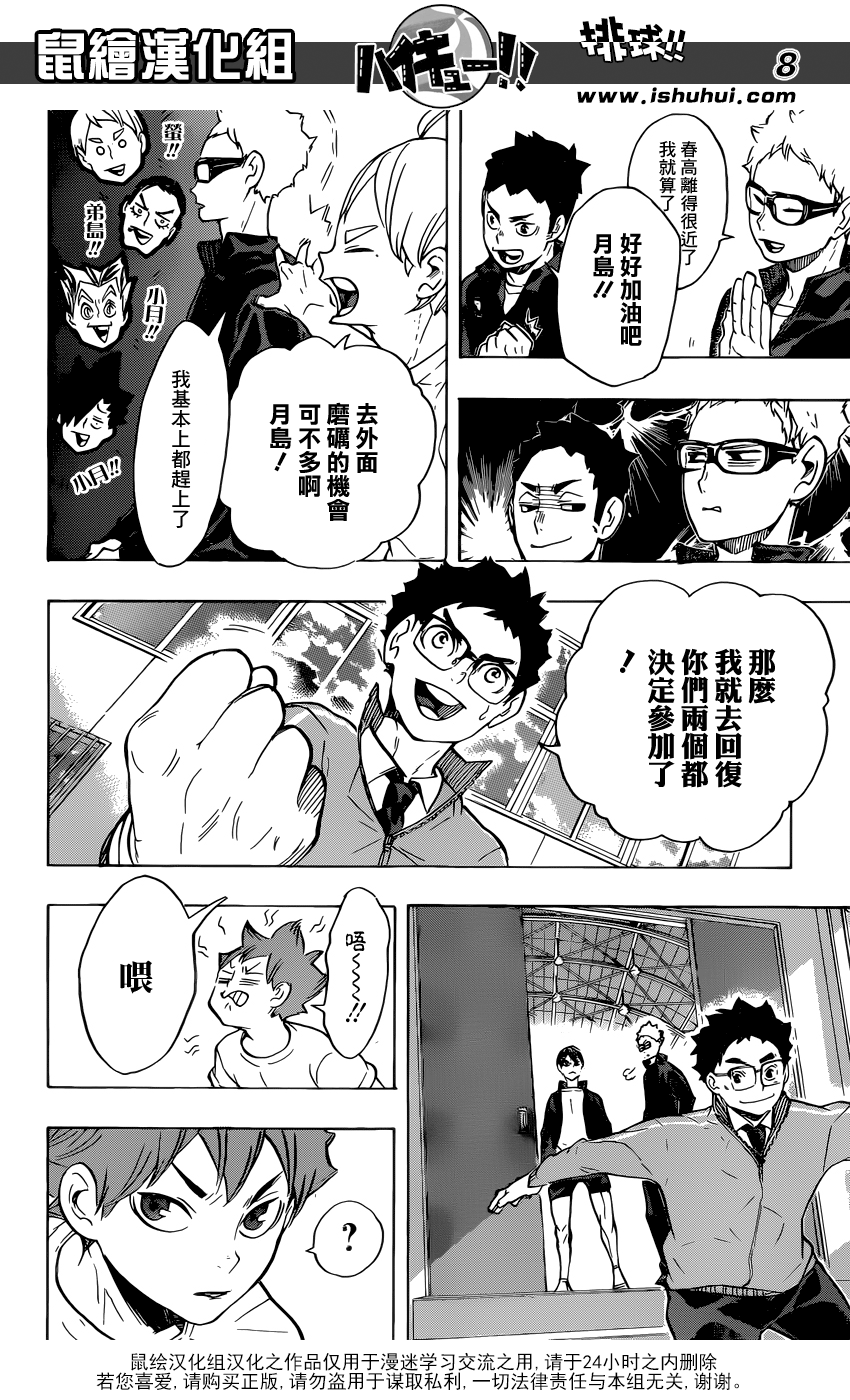 鼠繪漢化組
ハイキュー!!
排球!!
8
www.ishuhui.com
春高離得很近了
我就算了
好好加油吧
月島!!
螢!!
弟島!!
小月!!
小月!!
去外面
磨礪的機會
可不多啊
月島!
我基本上都趕上了
那麼
我就去回復
你們兩個都
決定參加了
!
唔~~~!!
喂
?
鼠绘汉化组汉化之作品仅用于漫迷学习交流之用, 请于24小时之内删除
若您喜爱, 请购买正版, 请勿盗用于谋取私利, 一切法律责任与本组无关, 谢谢。